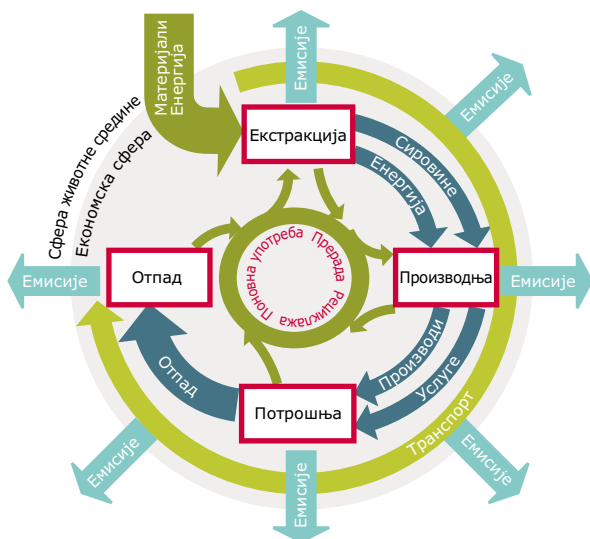 Материјали
Енергија
Емисије
Емисије
Екстракција
Сировине
Енергија
Сфера животне средине
Економска сфера
Поновна употреба Прерада Рециклажа
Емисије
Отпад
Производња
Емисије
Отпад
Производи
Услуге
Потрошња
Транспорт
Емисије
Емисије
Емисије